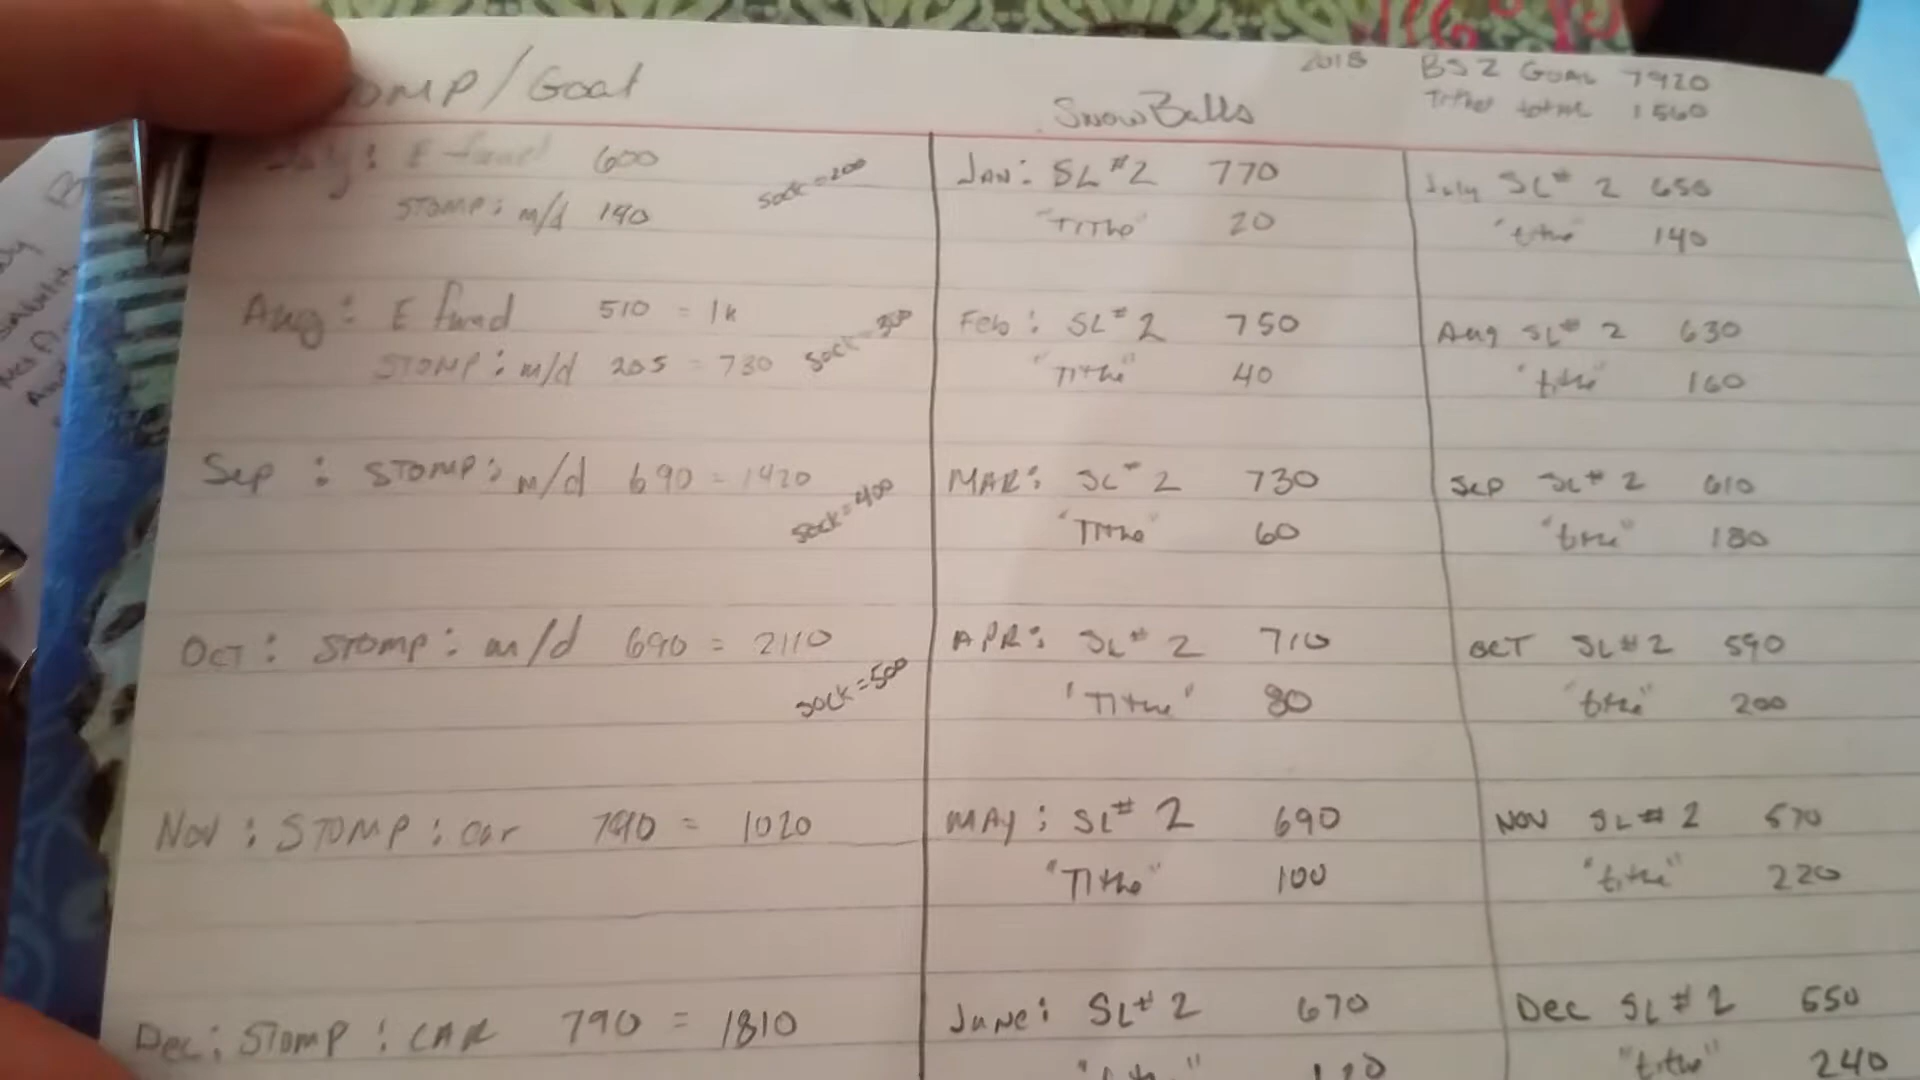 /Goal
SnowBalls
2018 BS2 GOAL 7920
Tithe total 1560
July: E fund 600
STOMP: m/d 190 sock=200
Aug: E fund 510 = 1k
STOMP: m/d 205 = 730 sock=300
Sep : STOMP: m/d 690 = 1420
sock=400
Oct: STOMP: m/d 690 = 2110
sock=500
Nov: STOMP: car 790 = 1020
Dec: STOMP: CAR 790 = 1810
JAN: SL #2 770
"Tithe" 20
Feb: SL# 2 750
"Tithe" 40
MAR: SL# 2 730
"Tithe" 60
APR: SL# 2 710
"Tithe" 80
MAY: SL# 2 690
"Tithe" 100
June: SL# 2 670
July SL# 2 650
"tithe" 140
Aug SL# 2 630
"tithe" 160
Sep SL# 2 610
"tithe" 180
OCT SL# 2 590
"tithe" 200
NOV SL# 2 570
"tithe" 220
Dec SL# 2 550
"tithe" 240